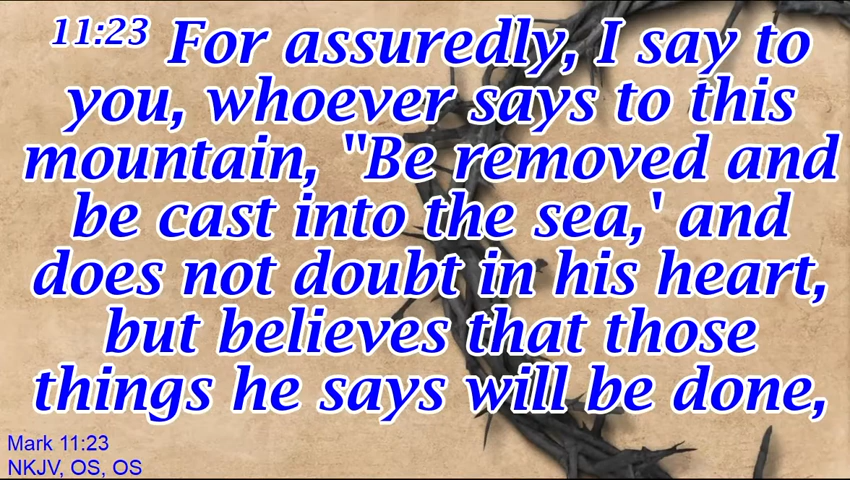 11:23 For assuredly, I say to
you, whoever says to this
mountain, "Be removed and
be cast into the sea,' and
does not doubt in his heart,
but believes that those
things he says will be done,
Mark 11:23
NKJV, OS, OS